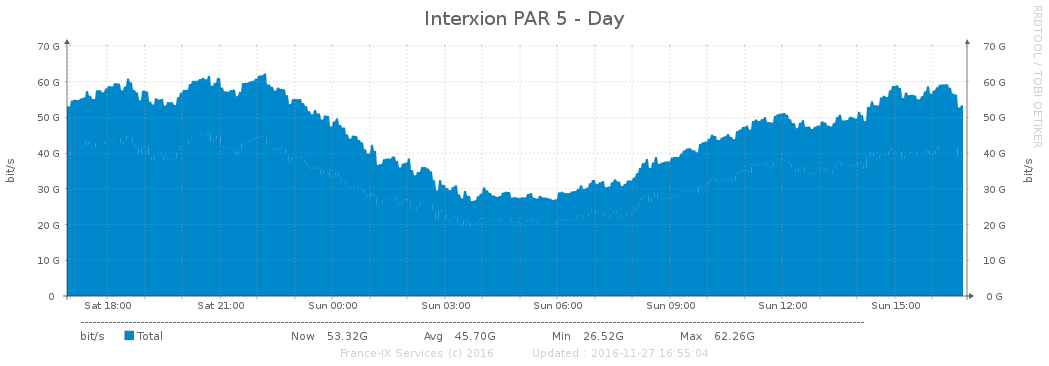 Interxion PAR 5 - Day
RRDTOOL / TOBI OETIKER
70 G 70 G
60 G 60 G
50 G 50 G
40 G 40 G
30 G 30 G
20 G 20 G
10 G 10 G
0 0 G
bit/s bit/s
Sat 18:00 Sat 21:00 Sun 00:00 Sun 03:00 Sun 06:00 Sun 09:00 Sun 12:00 Sun 15:00
bit/s Total Now 53.32G Avg 45.70G Min 26.52G Max 62.26G
France-IX Services (c) 2016 Updated : 2016-11-27 16:55:04